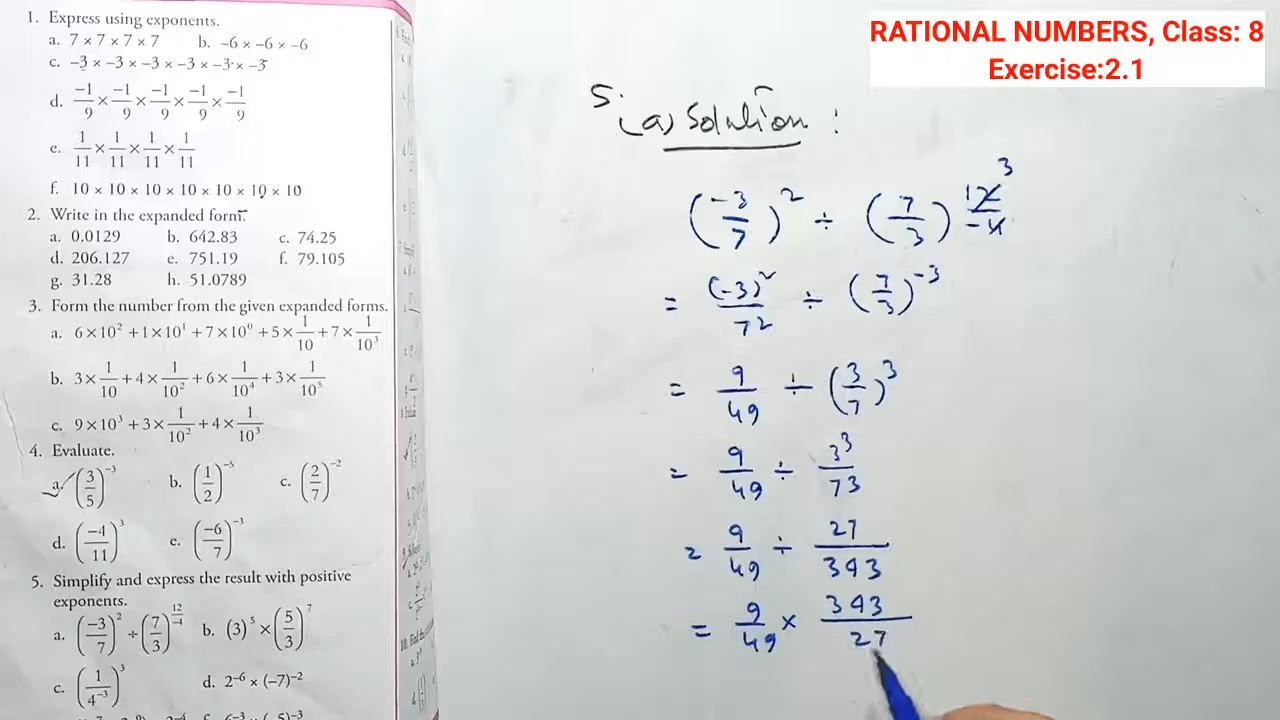 RATIONAL NUMBERS, Class: 8
Exercise:2.1
1. Express using exponents.
a. 7 × 7 × 7 × 7 b. −6 × −6 × −6
c. −3 × −3 × −3 × −3 × −3 × −3
d. −1/9 × −1/9 × −1/9 × −1/9 × −1/9
e. 1/11 × 1/11 × 1/11 × 1/11
f. 10 × 10 × 10 × 10 × 10 × 10 × 10
2. Write in the expanded form.
a. 0.0129 b. 642.83 c. 74.25
d. 206.127 e. 751.19 f. 79.105
g. 31.28 h. 51.0789
3. Form the number from the given expanded forms.
a. 6 × 10² + 1 × 10¹ + 7 × 10⁰ + 5 × 1/10 + 7 × 1/10³
b. 3 × 1/10 + 4 × 1/10² + 6 × 1/10⁴ + 3 × 1/10⁵
c. 9 × 10³ + 3 × 1/10² + 4 × 1/10³
4. Evaluate.
a. (3/5)⁻³ b. (1/2)⁻⁵ c. (2/7)⁻²
d. (−4/11)³ e. (−6/7)⁻³
5. Simplify and express the result with positive
exponents.
a. (−3/7)² ÷ (7/3)^(12/−4) b. (3)⁵ × (5/3)⁷
c. (1/4⁻³)³ d. 2⁻⁶ × (−7)⁻²
5. (a) Solution :
(−3/7)² ÷ (7/3)^(12/−4) 3
= (−3)²/7² ÷ (7/3)⁻³
= 9/49 ÷ (3/7)³
= 9/49 ÷ 3³/7³
= 9/49 ÷ 27/343
= 9/49 × 343/27